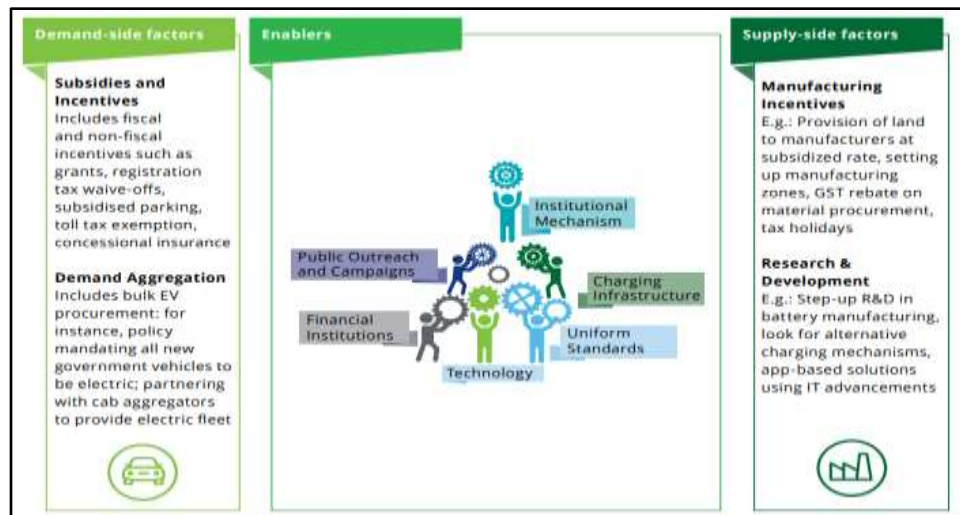 Demand-side factors
Subsidies and
Incentives
Includes fiscal
and non-fiscal
incentives such as
grants, registration
tax waive-offs,
subsidised parking,
toll tax exemption,
concessional insurance
Demand Aggregation
Includes bulk EV
procurement: for
instance, policy
mandating all new
government vehicles to
be electric; partnering
with cab aggregators
to provide electric fleet
Enablers
Institutional
Mechanism
Public Outreach
and Campaigns
Charging
Infrastructure
Financial
Institutions
Uniform
Standards
Technology
Supply-side factors
Manufacturing
Incentives
E.g.: Provision of land
to manufacturers at
subsidized rate, setting
up manufacturing
zones, GST rebate on
material procurement,
tax holidays
Research &
Development
E.g.: Step-up R&D in
battery manufacturing,
look for alternative
charging mechanisms,
app-based solutions
using IT advancements